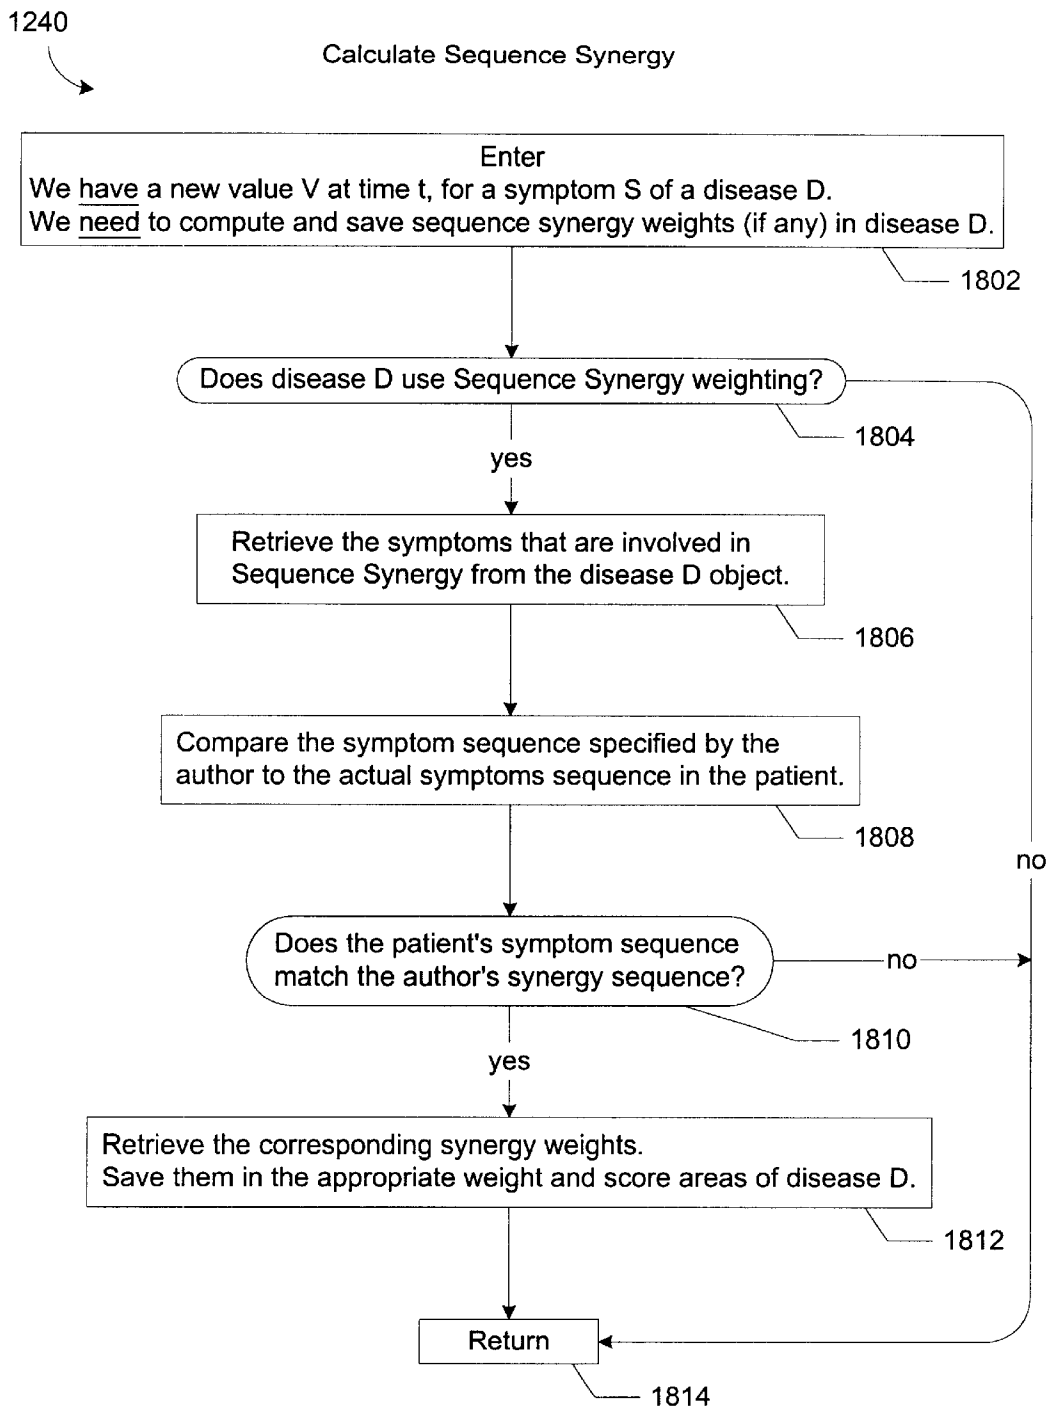 1240
Calculate Sequence Synergy
Enter
We have a new value V at time t, for a symptom S of a disease D.
We need to compute and save sequence synergy weights (if any) in disease D.
1802
Does disease D use Sequence Synergy weighting?
1804
yes
Retrieve the symptoms that are involved in
Sequence Synergy from the disease D object.
1806
Compare the symptom sequence specified by the
author to the actual symptoms sequence in the patient.
1808
no
Does the patient's symptom sequence
match the author's synergy sequence?
no
1810
yes
Retrieve the corresponding synergy weights.
Save them in the appropriate weight and score areas of disease D.
1812
Return
1814